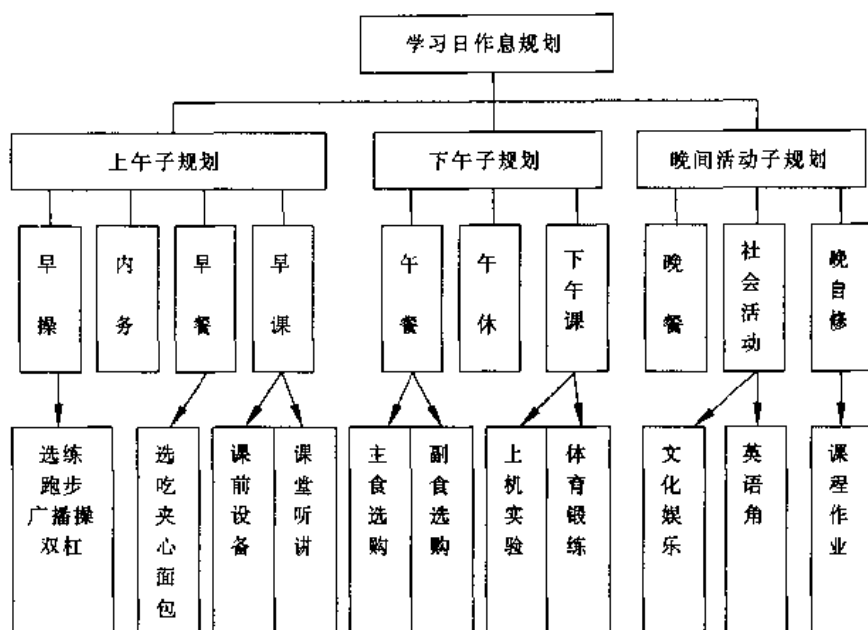 学习日作息规划
上午子规划
下午子规划
晚间活动子规划
早操
内务
早餐
早课
午餐
午休
下午课
晚餐
社会活动
晚自修
选练
跑步
广播操
双杠
选吃夹心面包
课前设备
课堂听讲
主食选购
副食选购
上机实验
体育锻练
文化娱乐
英语角
课程作业